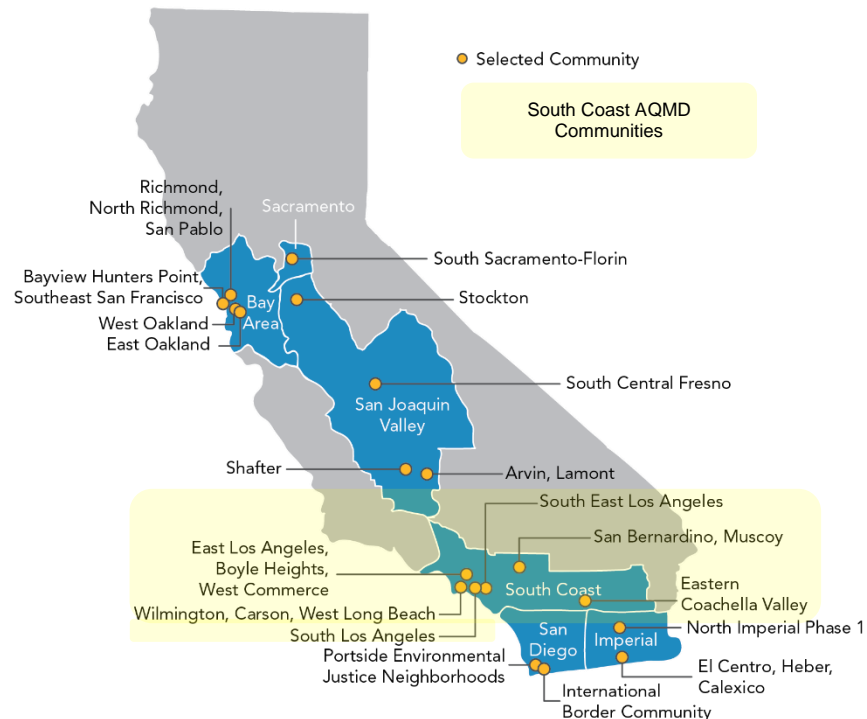 Selected Community
South Coast AQMD
Communities
Richmond,
North Richmond,
San Pablo
Sacramento
South Sacramento-Florin
Bayview Hunters Point,
Southeast San Francisco
Stockton
Bay
Area
West Oakland
East Oakland
South Central Fresno
San Joaquin
Valley
Shafter
Arvin, Lamont
South East Los Angeles
San Bernardino, Muscoy
East Los Angeles,
Boyle Heights,
West Commerce
South Coast
Eastern
Coachella Valley
Wilmington, Carson, West Long Beach
South Los Angeles
San
Diego
Imperial
North Imperial Phase 1
Portside Environmental
Justice Neighborhoods
El Centro, Heber,
Calexico
International
Border Community